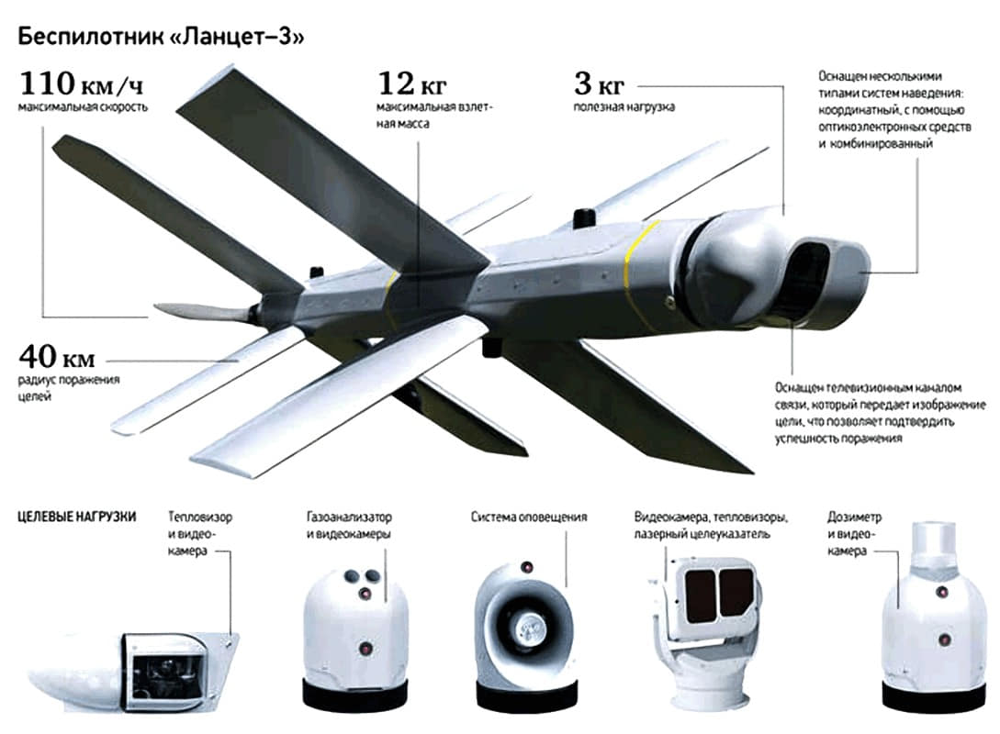 Беспилотник «Ланцет–3»
110 км/ч
максимальная скорость
12 кг
максимальная взлет-
ная масса
3 кг
полезная нагрузка
Оснащен несколькими
типами систем наведения:
координатный, с помощью
оптикоэлектронных средств
и комбинированный
40 км
радиус поражения
целей
Оснащен телевизионным каналом
связи, который передает изображение
цели, что позволяет подтвердить
успешность поражения
ЦЕЛЕВЫЕ НАГРУЗКИ
Тепловизор
и видео-
камера
Газоанализатор
и видеокамеры
Система оповещения
Видеокамера, тепловизоры,
лазерный целеуказатель
Дозиметр
и видео-
камера